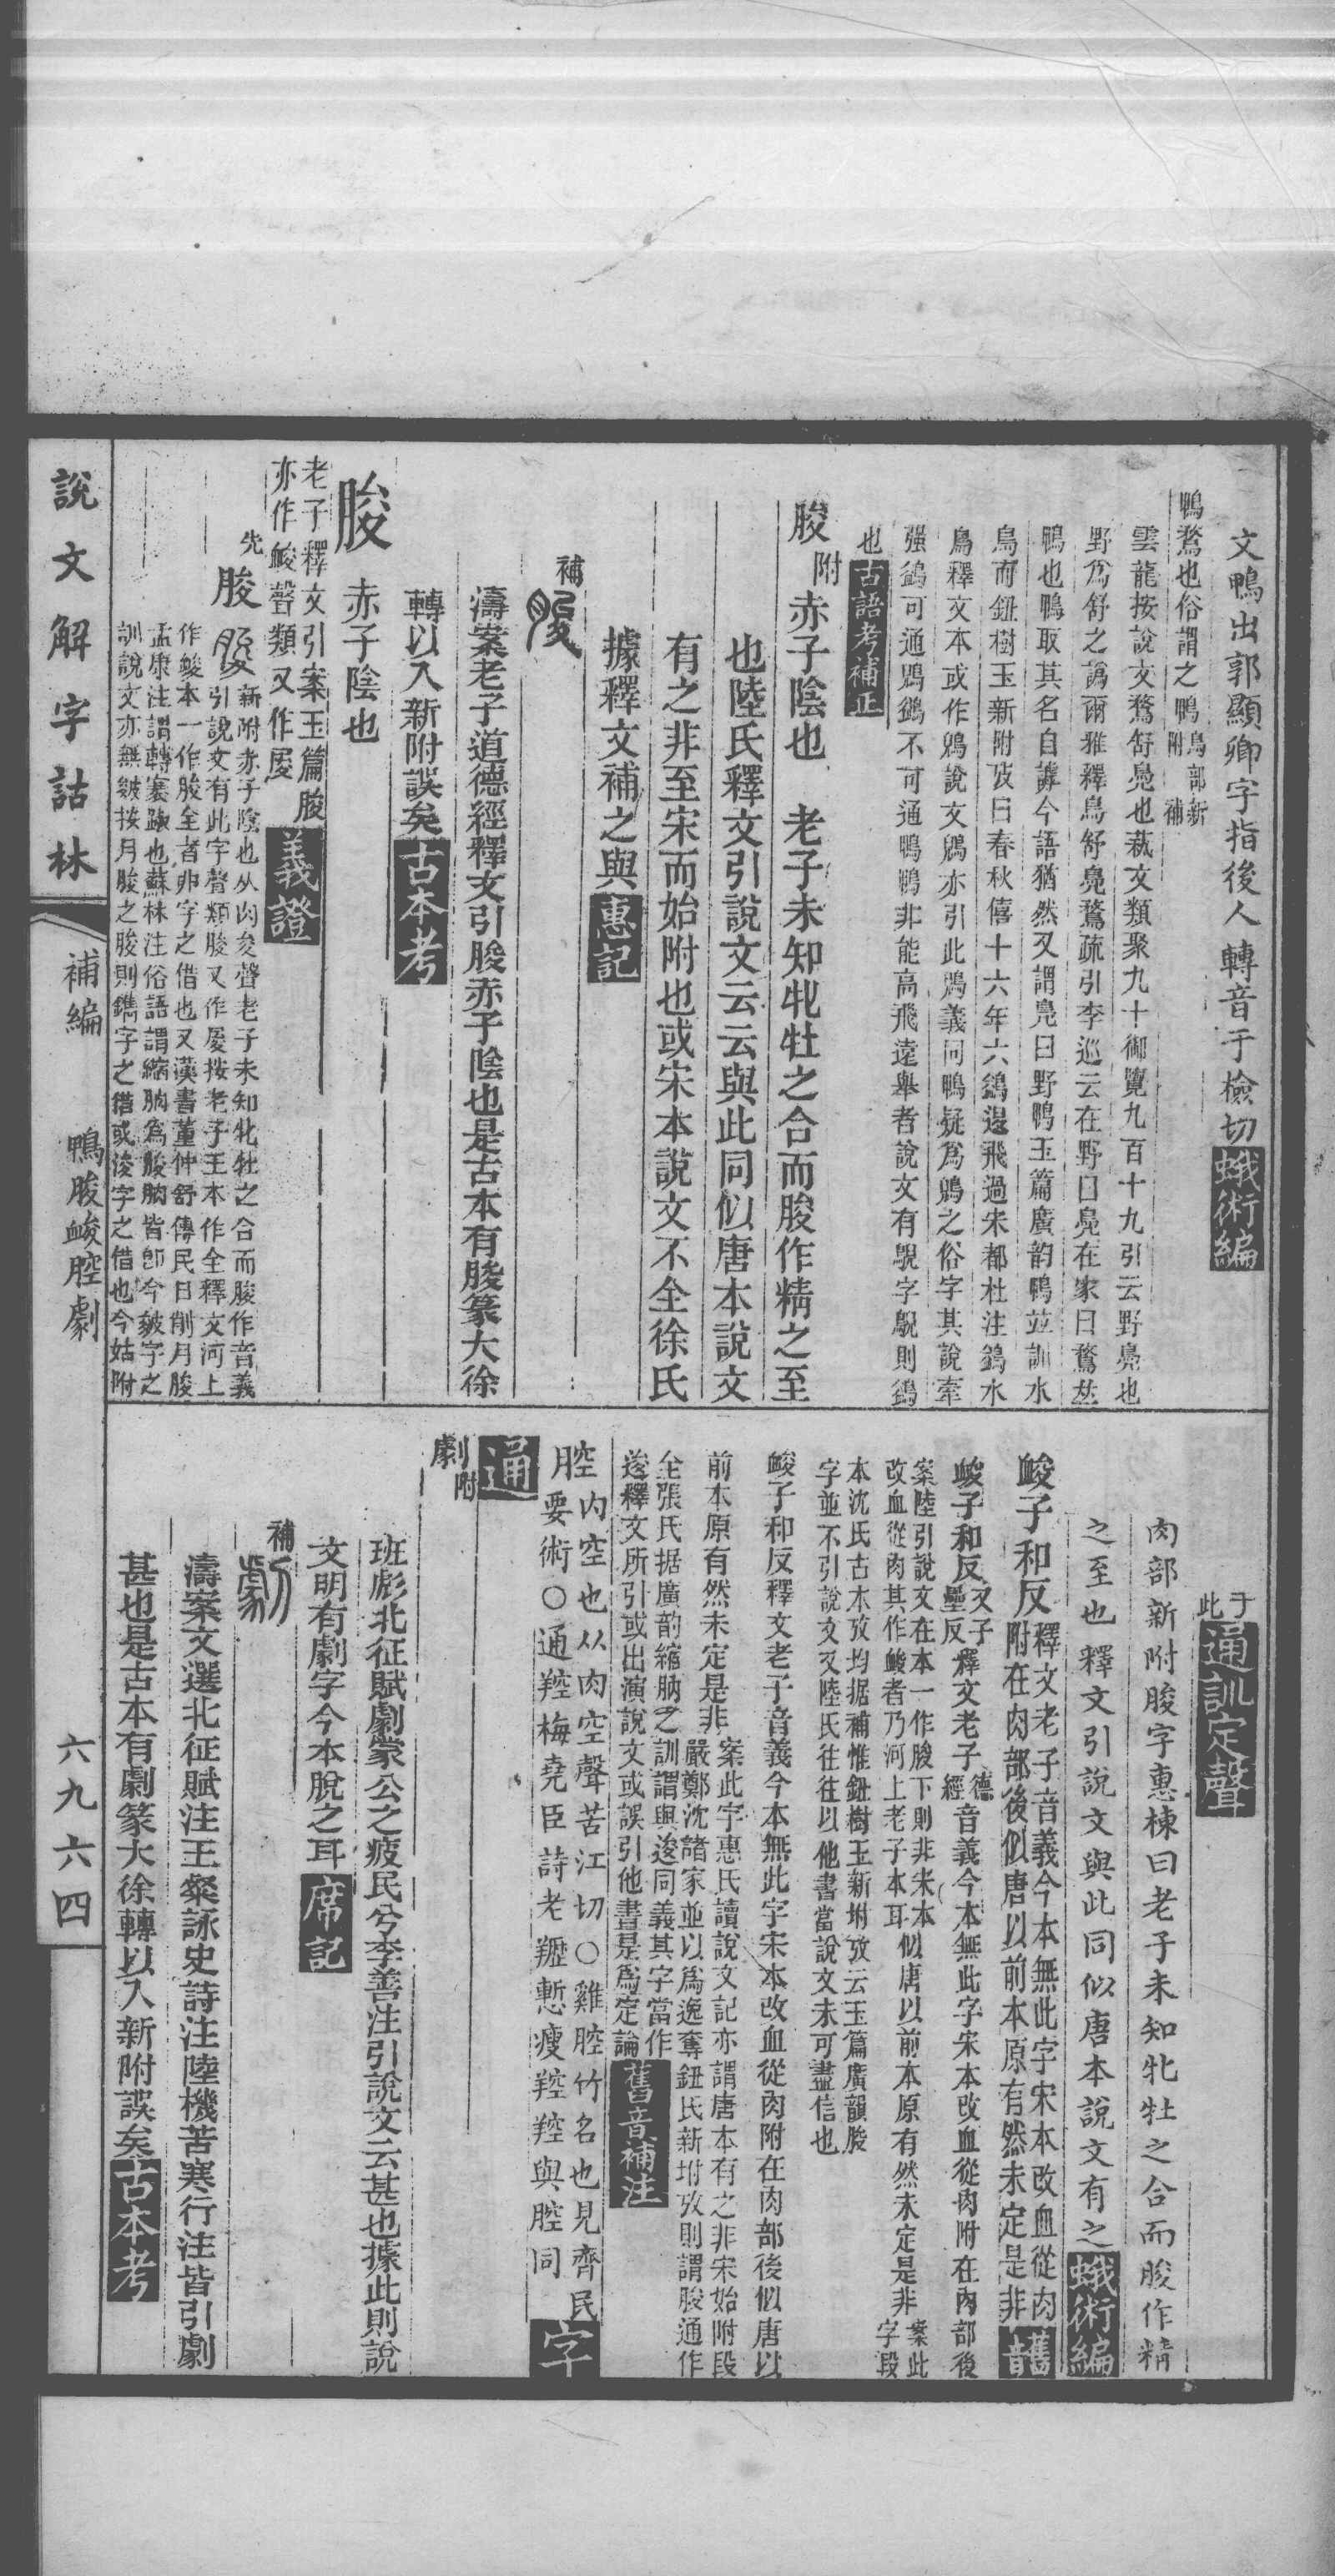 文鴨出郭顯卿字指後人轉音于檢切蛾術編
鴨鶩也俗謂之鴨鳥部新附補
雲龍按說文鶩舒鳧也蓺文類聚九十御覽九百十九引云野鳧也
野爲舒之譌爾雅釋鳥舒鳧鶩疏引李巡云在野曰鳧在家曰鶩然
鴨也鴨取其名自謼今語猶然又謂鳧曰野鴨玉篇廣韵鴨竝訓水
鳥而鈕樹玉新附攷曰春秋僖十六年六鷁退飛過宋都杜注鷁水
鳥釋文本或作鶂說文鶂亦引此鶂義同鴨疑爲鶂之俗字其說牽
强鷁可通鶂鷁不可通鴨鴨非能高飛遠舉者說文有鶂字鶂則鷁
也古語考補正
朘附赤子陰也　老子未知牝牡之合而朘作精之至
也陸氏釋文引說文云云與此同似唐本說文
有之非至宋而始附也或宋本說文不全徐氏
據釋文補之與惠記
補朘
濤案老子道德經釋文引朘赤子陰也是古本有朘篆大徐
轉以入新附誤矣古本考
朘赤子陰也
老子釋文引案玉篇朘
亦作峻聲類又作㞙義證
先朘朘新附赤子陰也从肉夋聲老子未知牝牡之合而朘作音義
引說文有此字聲類朘又作㞙按老子王本作全釋文河上
作峻本一作朘全者卵字之借也又漢書董仲舒傳民日削月朘
孟康注謂轉褰踧也蘇林注俗語謂縮朒爲朘朒皆卽今皴字之
訓說文亦無皴按月朘之朘則鐫字之借或浚字之借也今姑附
于此通訓定聲
肉部新附朘字惠棟曰老子未知牝牡之合而朘作精
之至也釋文引說文與此同似唐本說文有之蛾術編
峻子和反釋文老子音義今本無此字宋本改血從肉
附在肉部後似唐以前本原有然未定是非舊音
峻子和反又子壘反釋文老子德經音義今本無此字宋本改血從肉附在肉部後
案陸引說文在本一作朘下則非宋本
改血從肉其作峻者乃河上老子本耳似唐以前本原有然未定是非案此字段
本沈氏古本攷均据補惟鈕樹玉新坿攷云玉篇廣韻朘
字並不引說文又陸氏往往以他書當說文未可盡信也
峻子和反釋文老子音義今本無此字宋本改血從肉附在肉部後似唐以
前本原有然未定是非案此字惠氏讀說文記亦謂唐本有之非宋始附段
嚴鄭沈諸家並以爲逸奪鈕氏新坿攷則謂朘通作
全張氏据廣韵縮朒之訓謂與逡同義其字當作
逡釋文所引或出演說文或誤引他書是爲定論舊音補注
腔內空也从肉空聲苦江切○雞腔竹名也見齊民
要術○通羫梅堯臣詩老羫慙瘦羫羫與腔同字
通
劇附
班彪北征賦劇蒙公之疲民兮李善注引說文云甚也據此則說
文明有劇字今本脫之耳席記
補劇
濤案文選北征賦注王粲詠史詩注陸機苦寒行注皆引劇
甚也是古本有劇篆大徐轉以入新附誤矣古本考
說文解字詁林
補編　鴨朘峻腔劇
六九六四